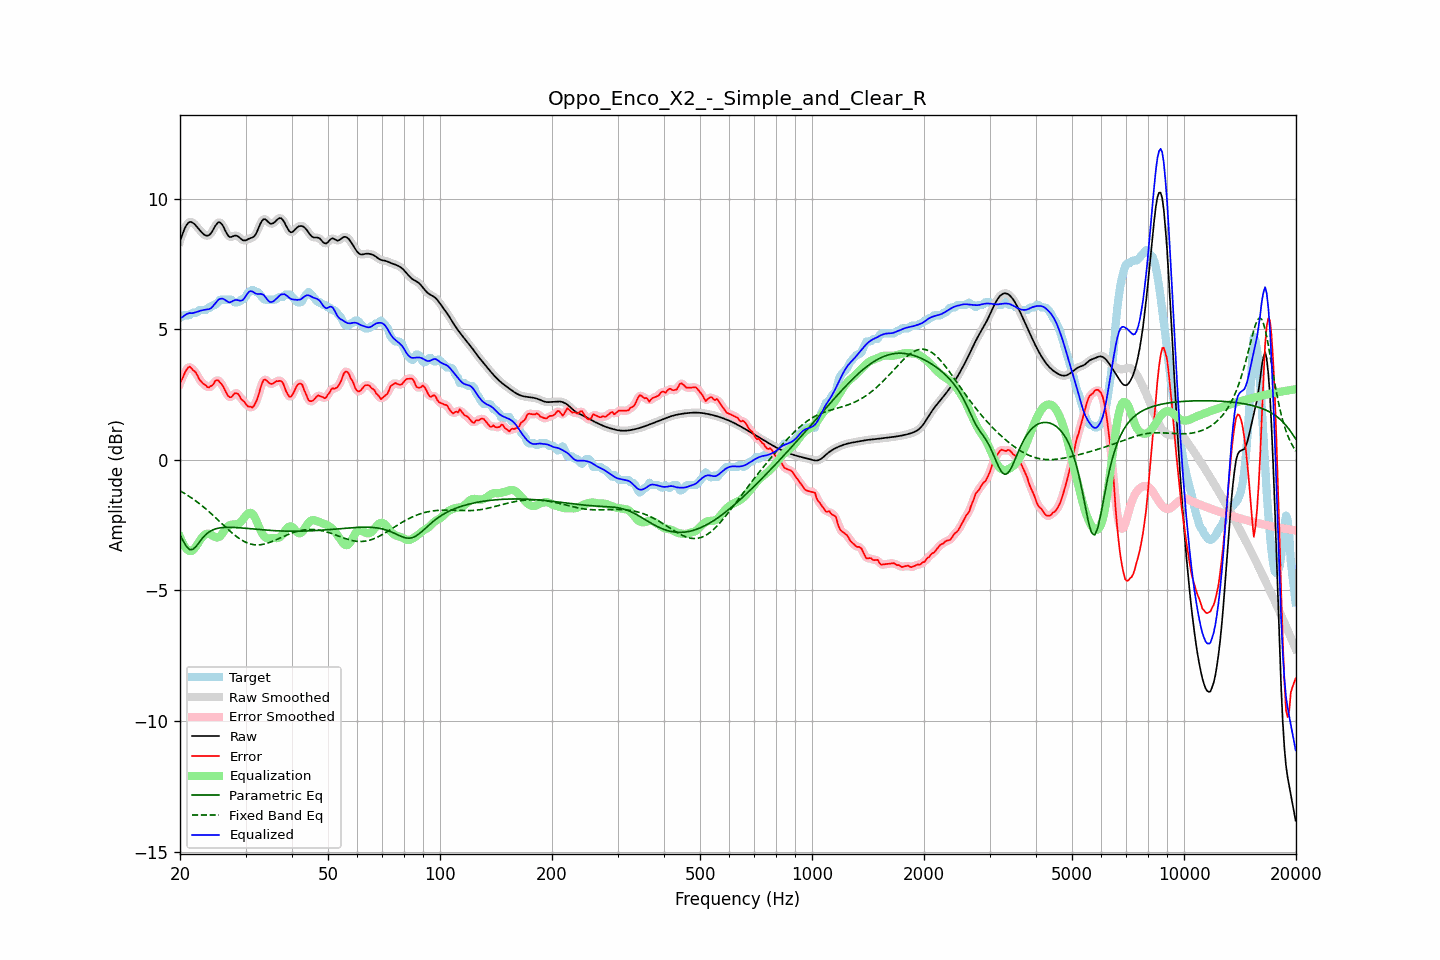 Oppo_Enco_X2_-_Simple_and_Clear_R
Amplitude (dBr)
10
5
0
−5
−10
−15
Target
Raw Smoothed
Error Smoothed
Raw
Error
Equalization
Parametric Eq
Fixed Band Eq
Equalized
20 50 100 200 500 1000 2000 5000 10000 20000
Frequency (Hz)